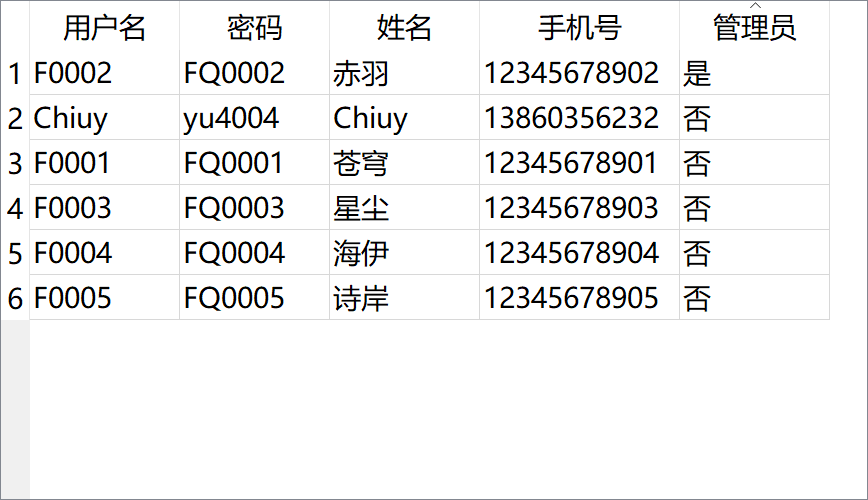 用户名 密码 姓名 手机号 管理员
1 F0002 FQ0002 赤羽 12345678902 是
2 Chiuy yu4004 Chiuy 13860356232 否
3 F0001 FQ0001 苍穹 12345678901 否
4 F0003 FQ0003 星尘 12345678903 否
5 F0004 FQ0004 海伊 12345678904 否
6 F0005 FQ0005 诗岸 12345678905 否